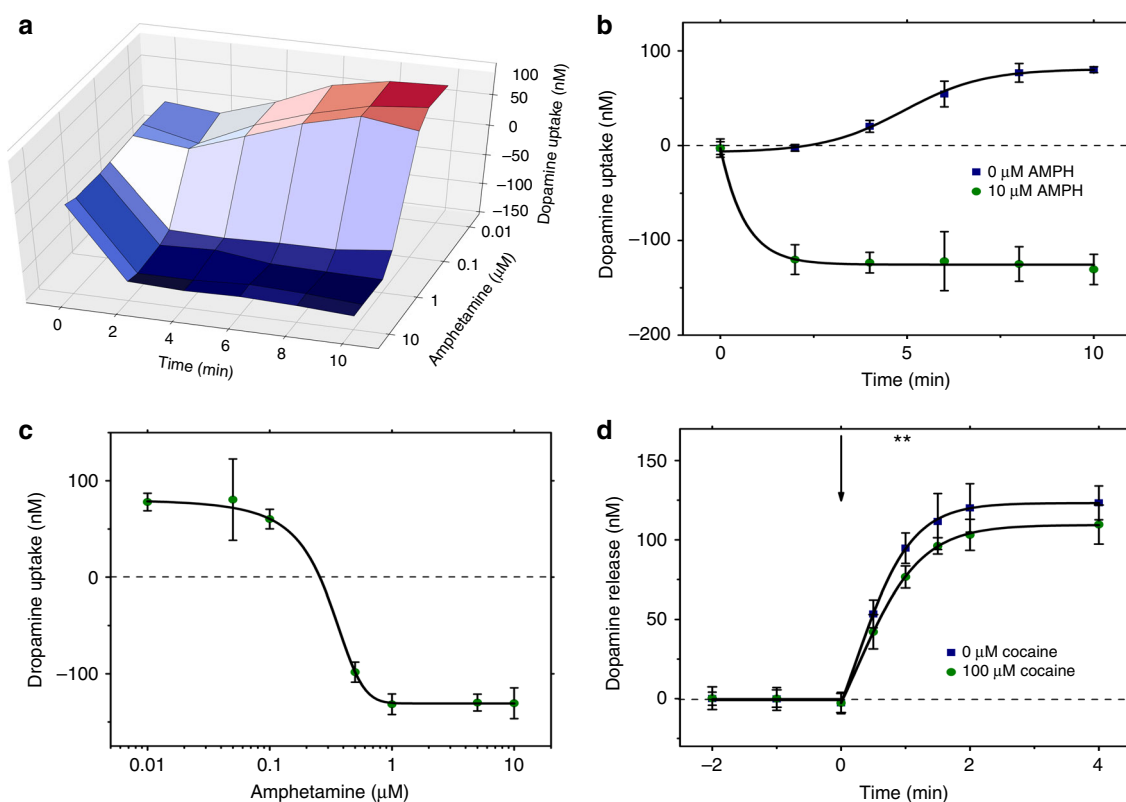 a
100
50
0
−50
−100
−150
Dopamine uptake (nM)
0.01
0.1
1
10
Amphetamine (μM)
0
2
4
6
8
10
Time (min)
b
100
0
−100
−200
Dopamine uptake (nM)
0 μM AMPH
10 μM AMPH
0
5
10
Time (min)
c
100
0
−100
Dropamine uptake (nM)
0.01
0.1
1
10
Amphetamine (μM)
d
**
150
100
50
0
Dopamine release (nM)
0 μM cocaine
100 μM cocaine
−2
0
2
4
Time (min)